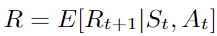 R = E[R_{t+1}|S_t, A_t]